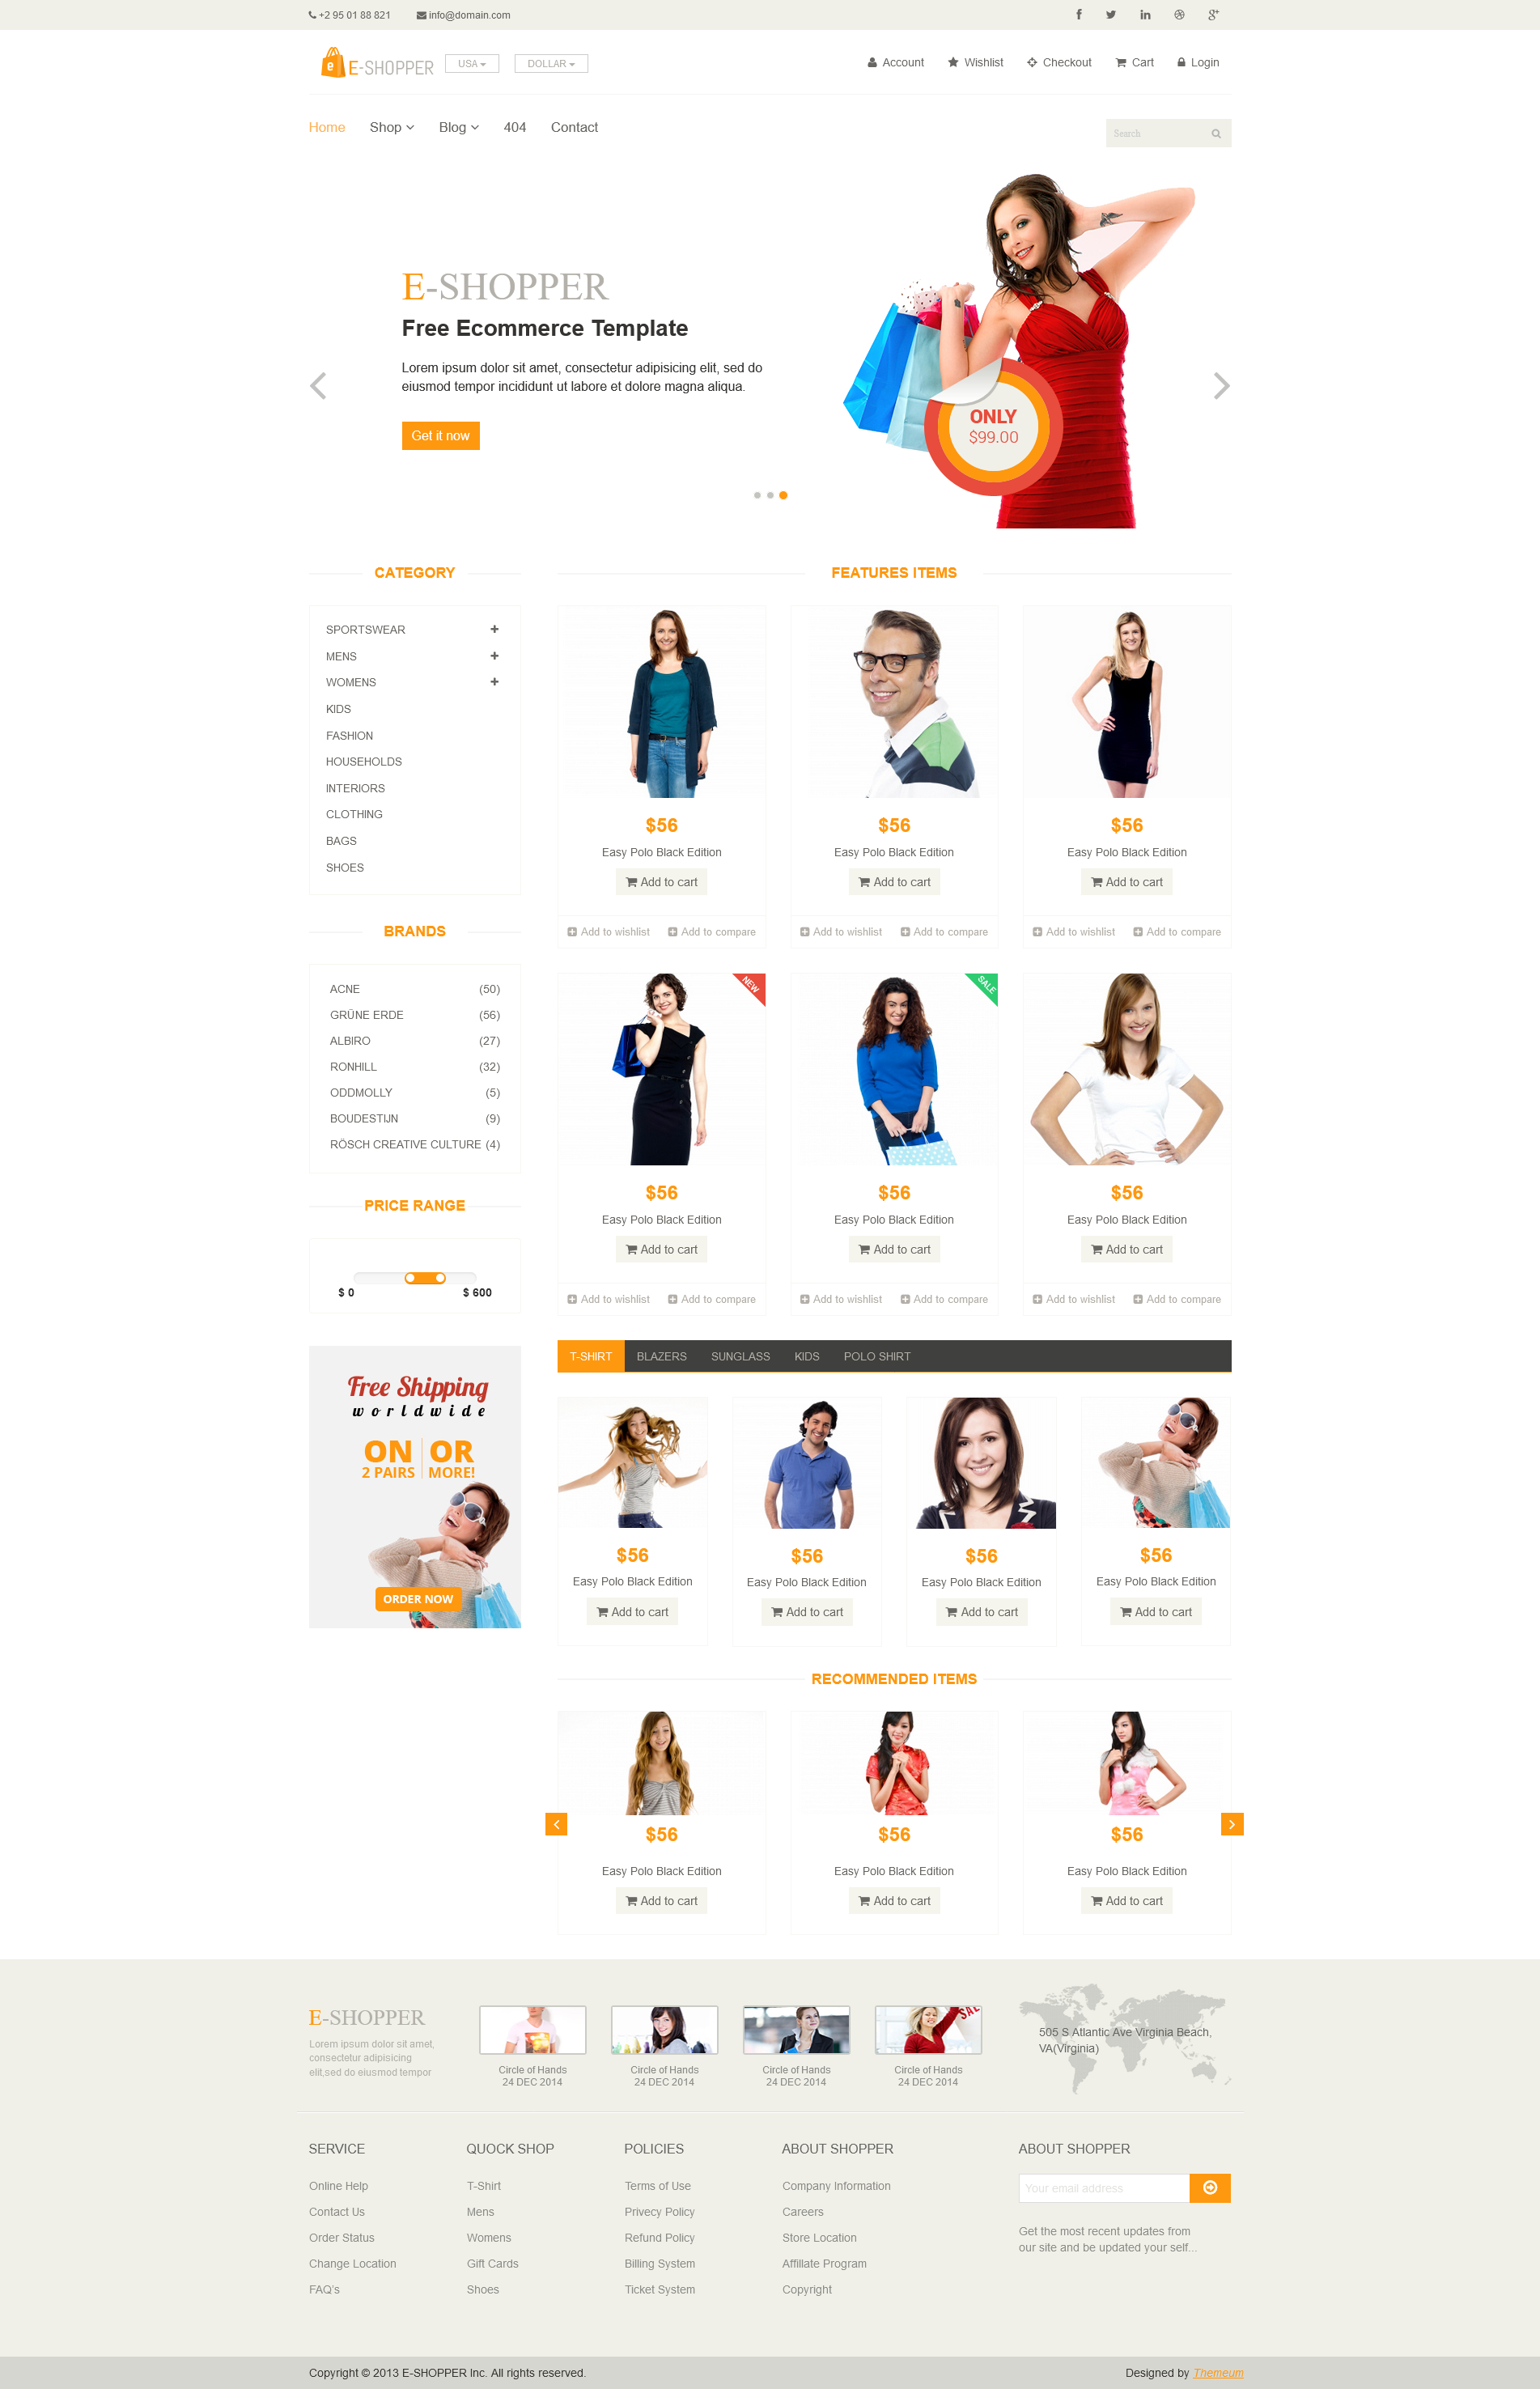 +2 95 01 88 821 info@domain.com
E-SHOPPER USA DOLLAR
Account Wishlist Checkout Cart Login
Home Shop Blog 404 Contact
Search
E-SHOPPER
Free Ecommerce Template
Lorem ipsum dolor sit amet, consectetur adipisicing elit, sed do
eiusmod tempor incididunt ut labore et dolore magna aliqua.
Get it now
ONLY
$99.00
CATEGORY
SPORTSWEAR
MENS
WOMENS
KIDS
FASHION
HOUSEHOLDS
INTERIORS
CLOTHING
BAGS
SHOES
BRANDS
ACNE (50)
GRÜNE ERDE (56)
ALBIRO (27)
RONHILL (32)
ODDMOLLY (5)
BOUDESTIJN (9)
RÖSCH CREATIVE CULTURE (4)
PRICE RANGE
$ 0 $ 600
Free Shipping
worldwide
ON OR
2 PAIRS MORE!
ORDER NOW
FEATURES ITEMS
$56 $56 $56
Easy Polo Black Edition Easy Polo Black Edition Easy Polo Black Edition
Add to cart Add to cart Add to cart
Add to wishlist Add to compare Add to wishlist Add to compare Add to wishlist Add to compare
NEW SALE
$56 $56 $56
Easy Polo Black Edition Easy Polo Black Edition Easy Polo Black Edition
Add to cart Add to cart Add to cart
Add to wishlist Add to compare Add to wishlist Add to compare Add to wishlist Add to compare
T-SHIRT BLAZERS SUNGLASS KIDS POLO SHIRT
$56 $56 $56 $56
Easy Polo Black Edition Easy Polo Black Edition Easy Polo Black Edition Easy Polo Black Edition
Add to cart Add to cart Add to cart Add to cart
RECOMMENDED ITEMS
$56 $56 $56
Easy Polo Black Edition Easy Polo Black Edition Easy Polo Black Edition
Add to cart Add to cart Add to cart
E-SHOPPER
Lorem ipsum dolor sit amet,
consectetur adipisicing
elit,sed do eiusmod tempor
SALE
Circle of Hands Circle of Hands Circle of Hands Circle of Hands
24 DEC 2014 24 DEC 2014 24 DEC 2014 24 DEC 2014
505 S Atlantic Ave Virginia Beach,
VA(Virginia)
SERVICE
Online Help
Contact Us
Order Status
Change Location
FAQ's
QUOCK SHOP
T-Shirt
Mens
Womens
Gift Cards
Shoes
POLICIES
Terms of Use
Privecy Policy
Refund Policy
Billing System
Ticket System
ABOUT SHOPPER
Company Information
Careers
Store Location
Affillate Program
Copyright
ABOUT SHOPPER
Your email address
Get the most recent updates from
our site and be updated your self...
Copyright © 2013 E-SHOPPER Inc. All rights reserved. Designed by Themeum